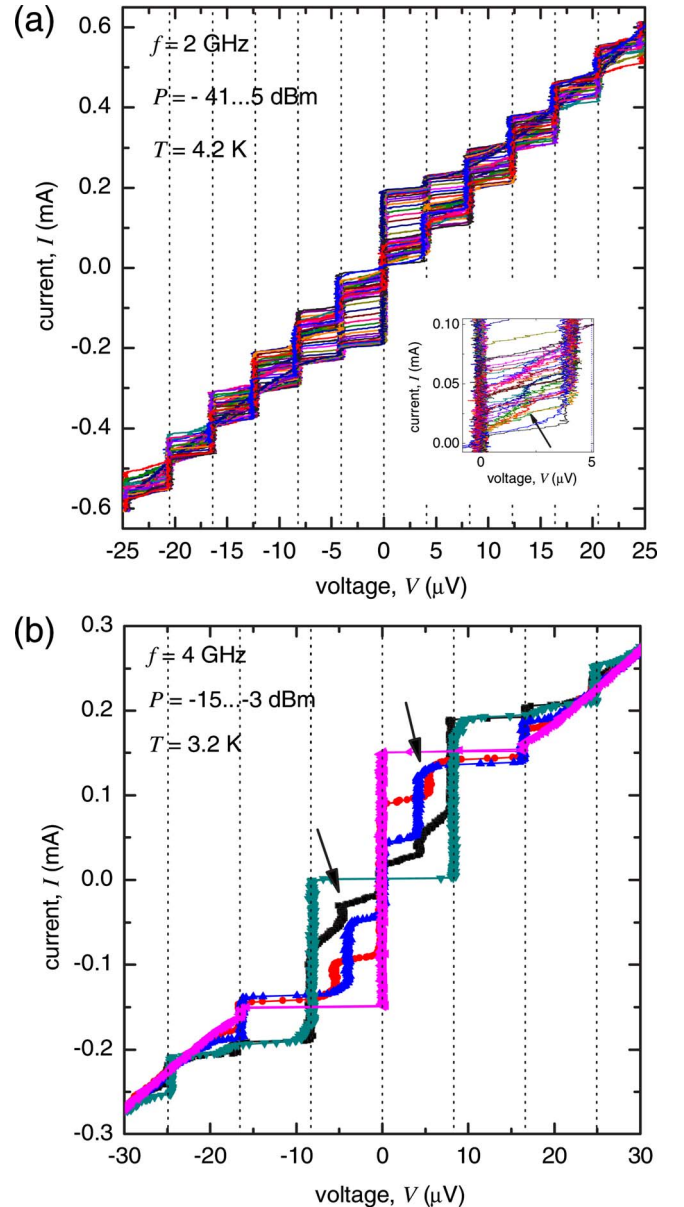 (a)
f = 2 GHz
P = - 41...5 dBm
T = 4.2 K
current, I (mA)
0.6
0.4
0.2
0.0
-0.2
-0.4
-0.6
current, I (mA)
0.10
0.05
0.00
0 5
voltage, V (μV)
-25 -20 -15 -10 -5 0 5 10 15 20 25
voltage, V (μV)
(b)
f = 4 GHz
P = -15...-3 dBm
T = 3.2 K
current, I (mA)
0.3
0.2
0.1
0.0
-0.1
-0.2
0.3
-30 -20 -10 0 10 20 30
voltage, V (μV)